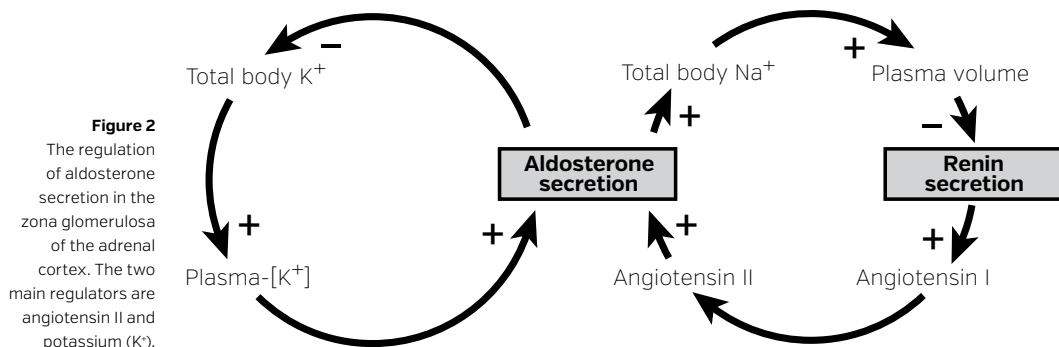 Figure 2
The regulation
of aldosterone
secretion in the
zona glomerulosa
of the adrenal
cortex. The two
main regulators are
angiotensin II and
potassium (K⁺).
−
Total body K⁺
+
Plasma-[K⁺]
+
Aldosterone
secretion
+
Total body Na⁺
+
Plasma volume
−
Renin
secretion
+
Angiotensin I
Angiotensin II
+